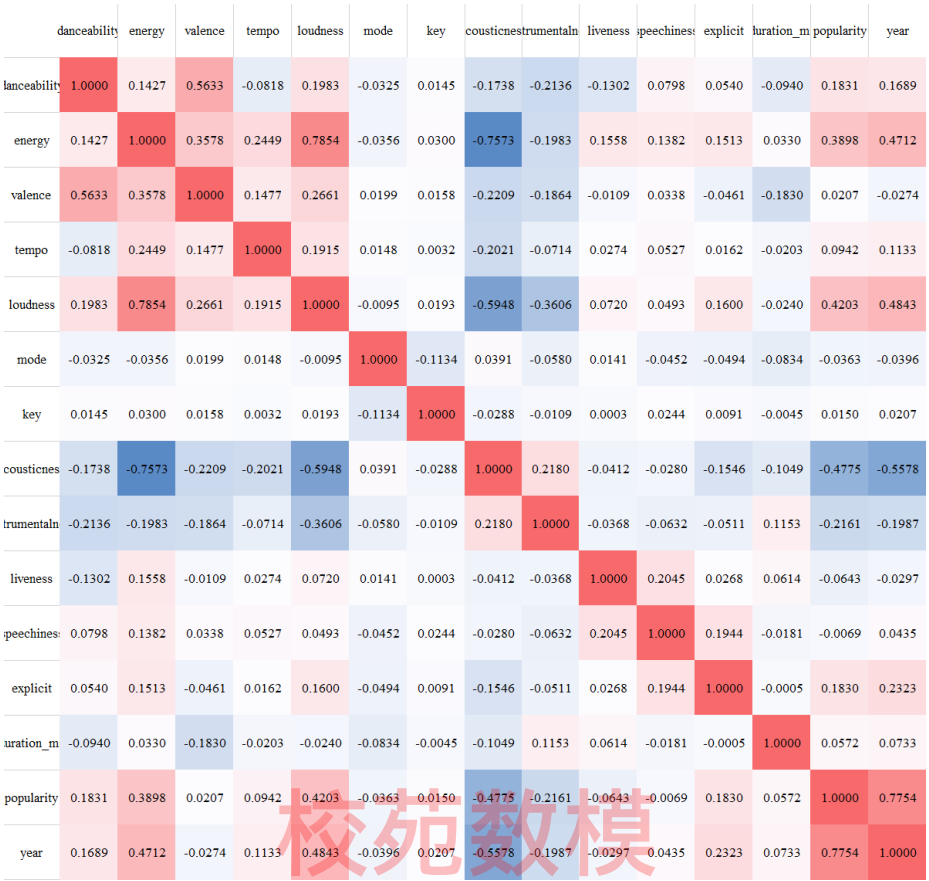 danceability energy valence tempo loudness mode key cousticnes trumentaln liveness peechiness explicit luration_m popularity year
danceability 1.0000 0.1427 0.5633 -0.0818 0.1983 -0.0325 0.0145 -0.1738 -0.2136 -0.1302 0.0798 0.0540 -0.0940 0.1831 0.1689
energy 0.1427 1.0000 0.3578 0.2449 0.7854 -0.0356 0.0300 -0.7573 -0.1983 0.1558 0.1382 0.1513 0.0330 0.3898 0.4712
valence 0.5633 0.3578 1.0000 0.1477 0.2661 0.0199 0.0158 -0.2209 -0.1864 -0.0109 0.0338 -0.0461 -0.1830 0.0207 -0.0274
tempo -0.0818 0.2449 0.1477 1.0000 0.1915 0.0148 0.0032 -0.2021 -0.0714 0.0274 0.0527 0.0162 -0.0203 0.0942 0.1133
loudness 0.1983 0.7854 0.2661 0.1915 1.0000 -0.0095 0.0193 -0.5948 -0.3606 0.0720 0.0493 0.1600 -0.0240 0.4203 0.4843
mode -0.0325 -0.0356 0.0199 0.0148 -0.0095 1.0000 -0.1134 0.0391 -0.0580 0.0141 -0.0452 -0.0494 -0.0834 -0.0363 -0.0396
key 0.0145 0.0300 0.0158 0.0032 0.0193 -0.1134 1.0000 -0.0288 -0.0109 0.0003 0.0244 0.0091 -0.0045 0.0150 0.0207
cousticnes -0.1738 -0.7573 -0.2209 -0.2021 -0.5948 0.0391 -0.0288 1.0000 0.2180 -0.0412 -0.0280 -0.1546 -0.1049 -0.4775 -0.5578
trumentaln -0.2136 -0.1983 -0.1864 -0.0714 -0.3606 -0.0580 -0.0109 0.2180 1.0000 -0.0368 -0.0632 -0.0511 0.1153 -0.2161 -0.1987
liveness -0.1302 0.1558 -0.0109 0.0274 0.0720 0.0141 0.0003 -0.0412 -0.0368 1.0000 0.2045 0.0268 0.0614 -0.0643 -0.0297
peechines 0.0798 0.1382 0.0338 0.0527 0.0493 -0.0452 0.0244 -0.0280 -0.0632 0.2045 1.0000 0.1944 -0.0181 -0.0069 0.0435
explicit 0.0540 0.1513 -0.0461 0.0162 0.1600 -0.0494 0.0091 -0.1546 -0.0511 0.0268 0.1944 1.0000 -0.0005 0.1830 0.2323
uration_m -0.0940 0.0330 -0.1830 -0.0203 -0.0240 -0.0834 -0.0045 -0.1049 0.1153 0.0614 -0.0181 -0.0005 1.0000 0.0572 0.0733
popularity 0.1831 0.3898 0.0207 0.0942 0.4203 -0.0363 0.0150 -0.4775 -0.2161 -0.0643 -0.0069 0.1830 0.0572 1.0000 0.7754
校苑数模
year 0.1689 0.4712 -0.0274 0.1133 0.4843 -0.0396 0.0207 -0.5578 -0.1987 -0.0297 0.0435 0.2323 0.0733 0.7754 1.0000